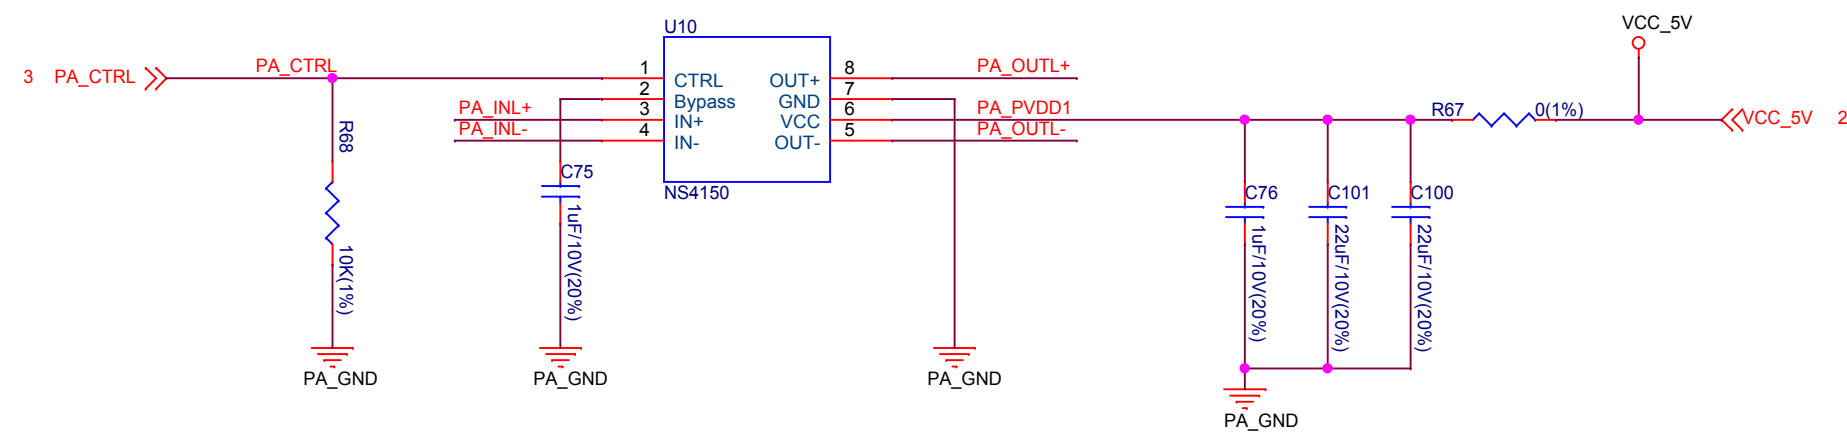 VCC_5V
U10
3 PA_CTRL
PA_CTRL
1
CTRL
OUT+
8
PA_OUTL+
2
Bypass
GND
7
PA_INL+
3
IN+
VCC
6
PA_PVDD1
R67
0(1%)
VCC_5V 2
PA_INL-
4
IN-
OUT-
5
PA_OUTL-
NS4150
R68
10K(1%)
C75
1uF/10V(20%)
C76
1uF/10V(20%)
C101
22uF/10V(20%)
C100
22uF/10V(20%)
PA_GND
PA_GND
PA_GND
PA_GND